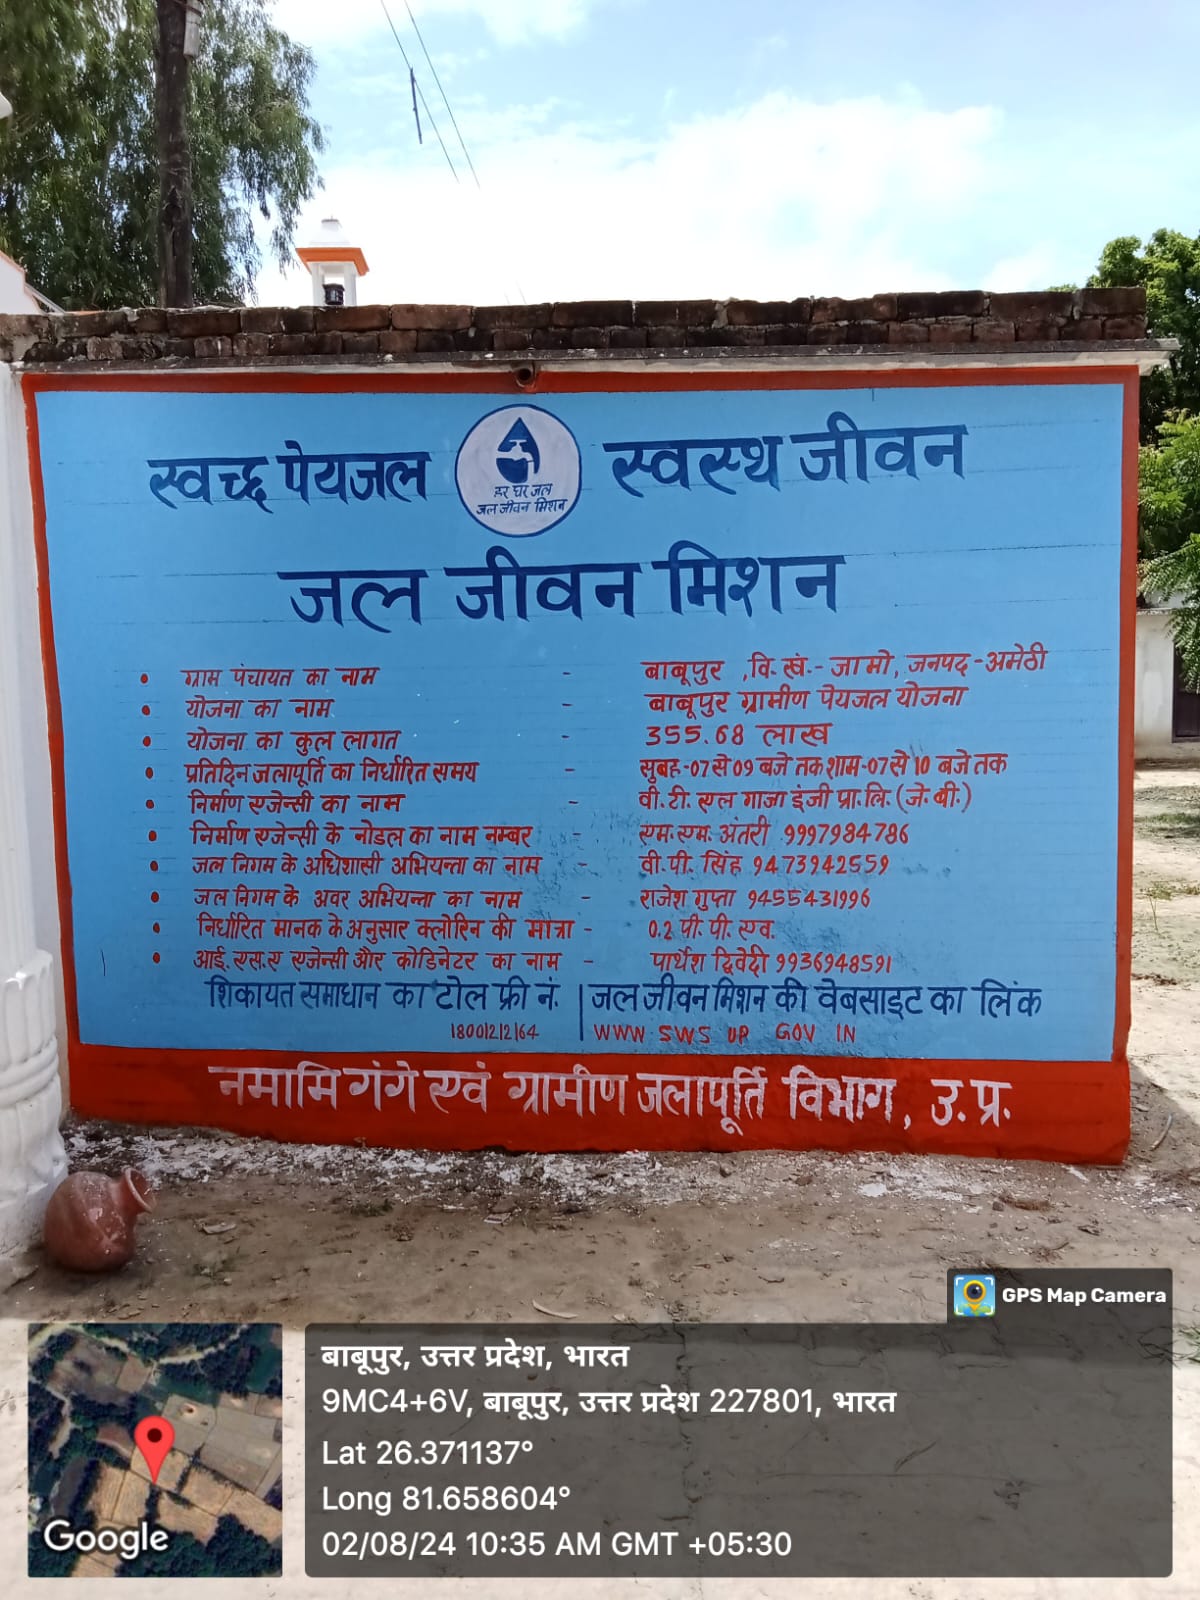 स्वच्छ पेयजल स्वस्थ जीवन
हर घर जल
जल जीवन मिशन
जल जीवन मिशन
• ग्राम पंचायत का नाम - बाबूपुर ,वि.खं.- जामो, जनपद-अमेठी
• योजना का नाम - बाबूपुर ग्रामीण पेयजल योजना
• योजना का कुल लागत - 355.68 लाख
• प्रतिदिन जलापूर्ति का निर्धारित समय - सुबह-07 से 09 बजे तक शाम-07 से 10 बजे तक
• निर्माण एजेन्सी का नाम - वी.टी. एल गाजा इंजी प्रा.लि.(जे.बी.)
• निर्माण एजेन्सी के नोडल का नाम नम्बर - एम.एम. अंतरी 9997984786
• जल निगम के अधिशासी अभियन्ता का नाम - वी.पी. सिंह 9473942559
• जल निगम के अवर अभियन्ता का नाम - राजेश गुप्ता 9455431996
• निर्धारित मानक के अनुसार क्लोरिन की मात्रा - 0.2 पी.पी. एव.
• आई.एस.ए एजेन्सी और कोडिनेटर का नाम - पार्थेश द्विवेदी 9936948591
शिकायत समाधान का टोल फ्री नं. | जल जीवन मिशन की वेबसाइट का लिंक
18001212164 WWW SWS UP GOV IN
नमामि गंगे एवं ग्रामीण जलापूर्ति विभाग, उ.प्र.
GPS Map Camera
बाबूपुर, उत्तर प्रदेश, भारत
9MC4+6V, बाबूपुर, उत्तर प्रदेश 227801, भारत
Lat 26.371137°
Long 81.658604°
02/08/24 10:35 AM GMT +05:30
Google